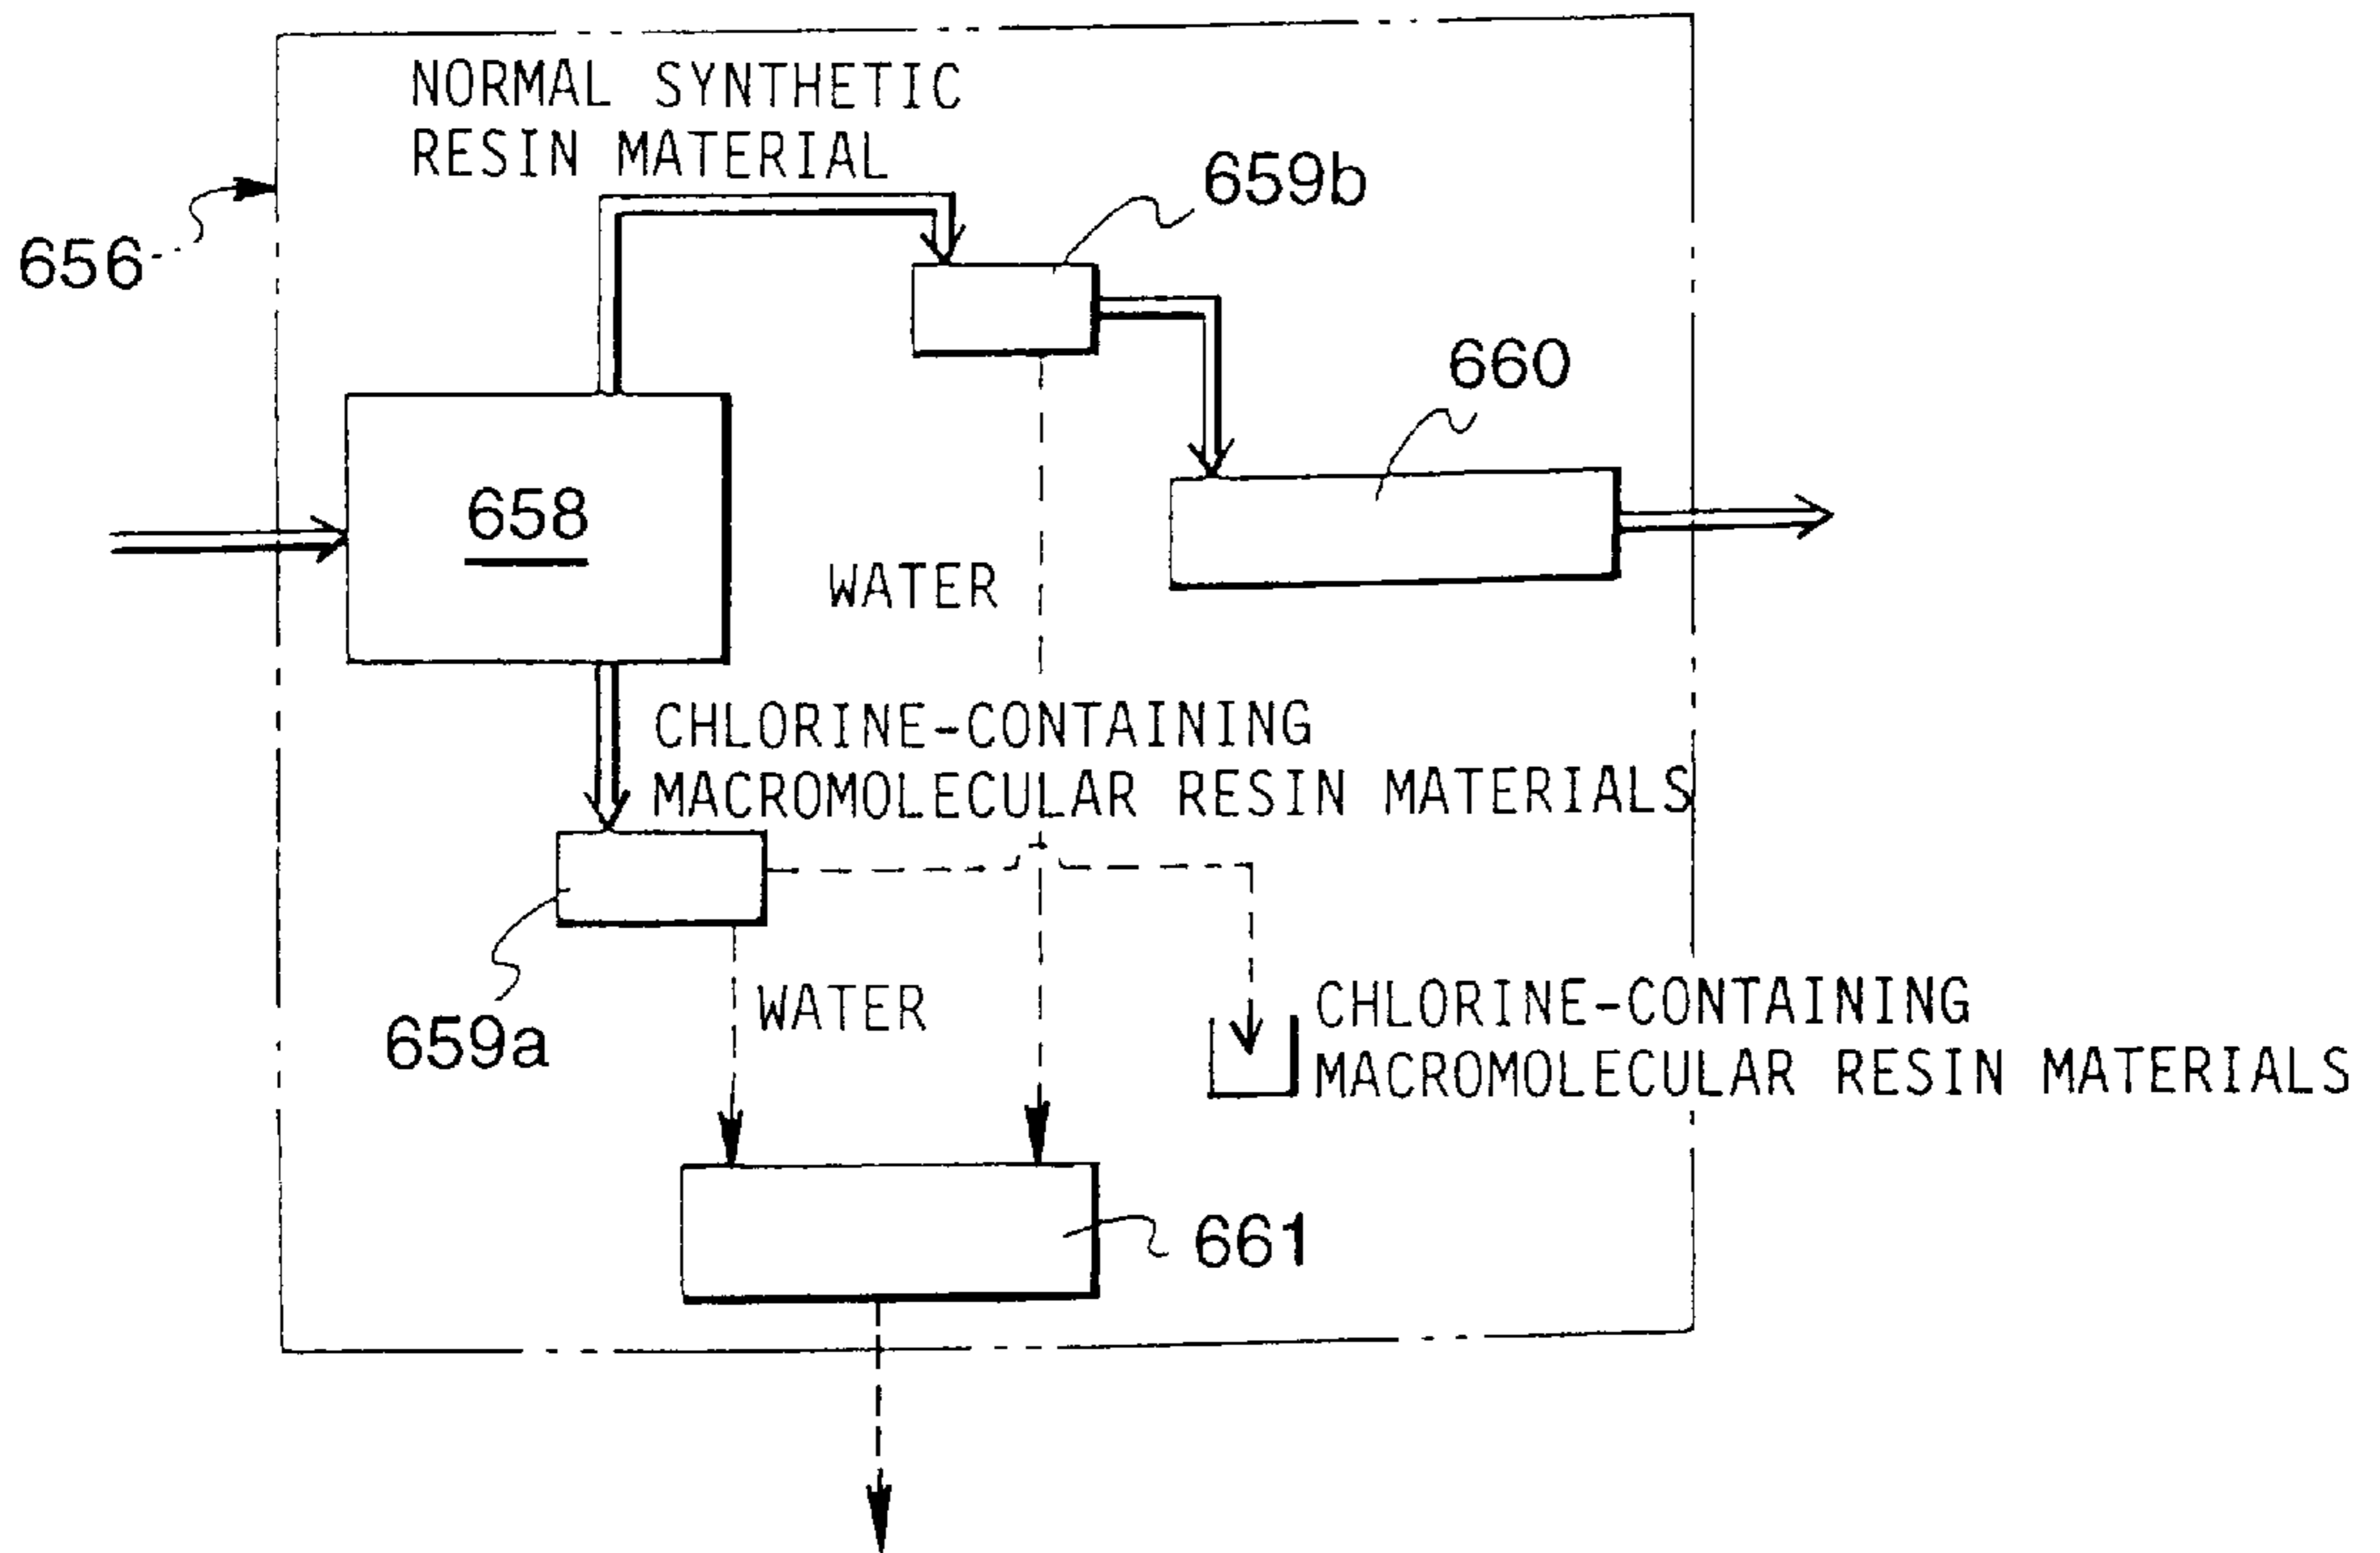 NORMAL SYNTHETIC
RESIN MATERIAL
659b
656
660
658
WATER
CHLORINE-CONTAINING
MACROMOLECULAR RESIN MATERIALS
659a
WATER
CHLORINE-CONTAINING
MACROMOLECULAR RESIN MATERIALS
661